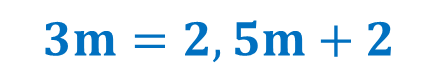 3m = 2, 5m + 2